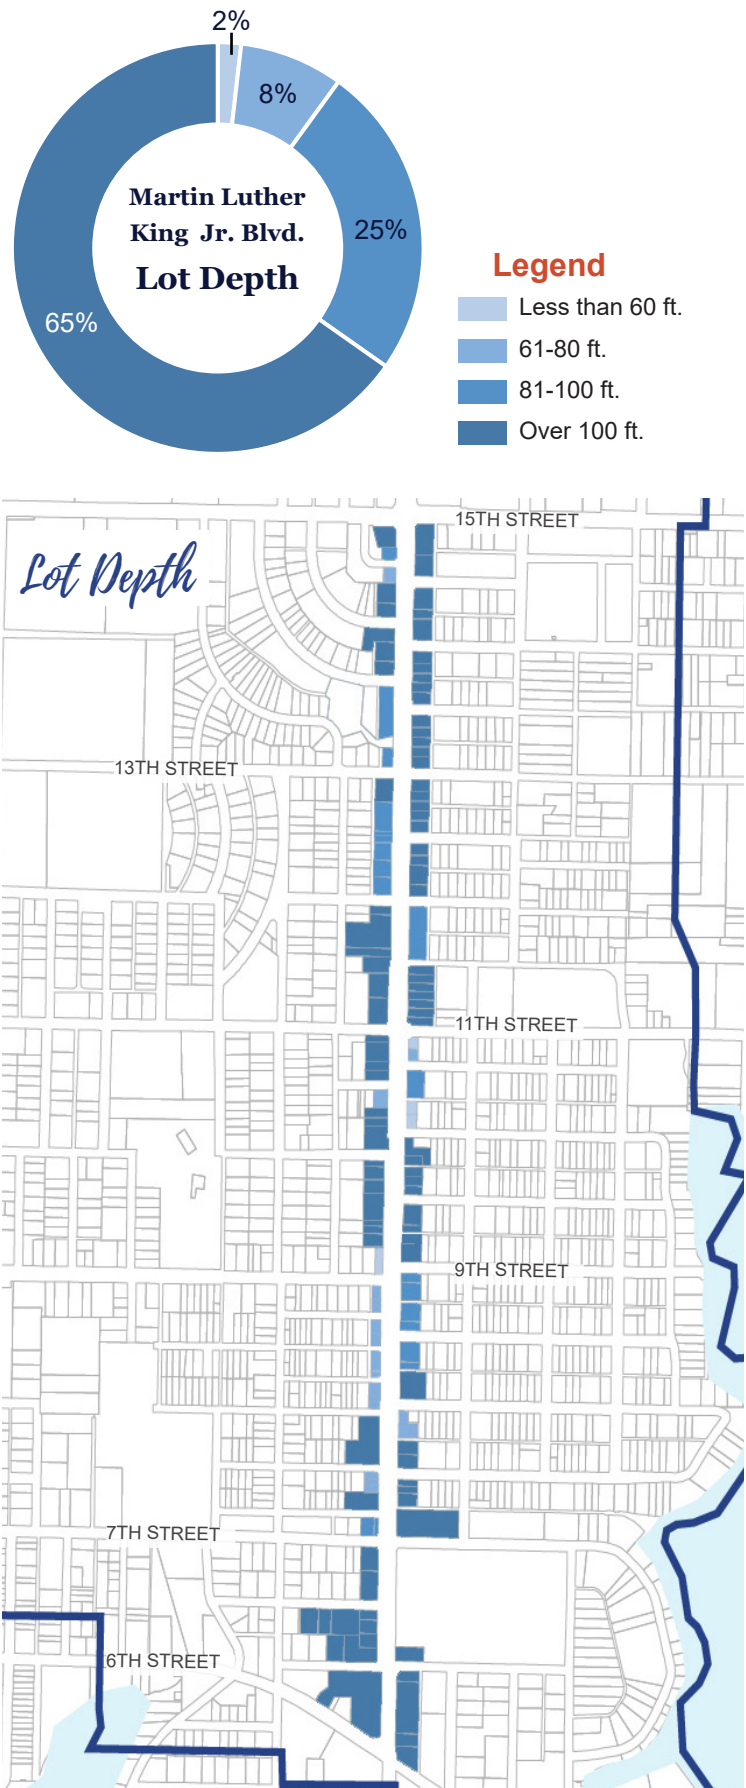 2%
8%
25%
65%
Martin Luther
King Jr. Blvd.
Lot Depth
Legend
Less than 60 ft.
61-80 ft.
81-100 ft.
Over 100 ft.
Lot Depth
15TH STREET
13TH STREET
11TH STREET
9TH STREET
7TH STREET
6TH STREET